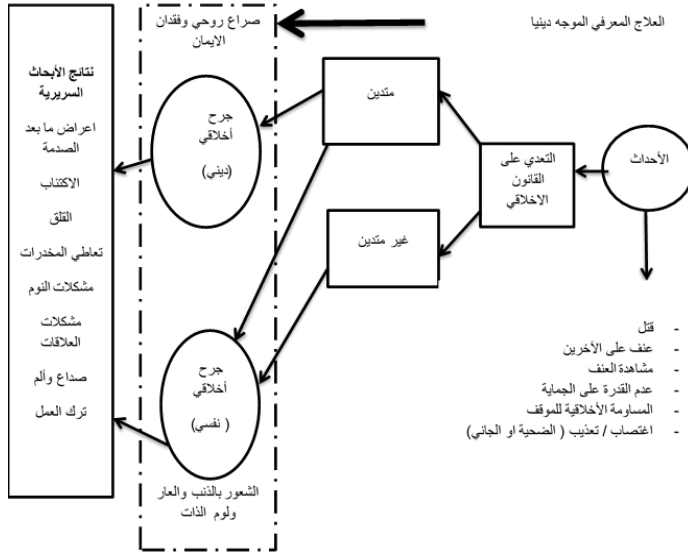 العلاج المعرفي الموجه دينيا
صراع روحي وفقدان
الايمان
الأحداث
التعدي على
القانون
الاخلاقي
متدين
غير متدين
جرح
أخلاقي
(ديني)
جرح
أخلاقي
( نفسي)
الشعور بالذنب والعار
ولوم الذات
نتائج الأبحاث
السريرية
اعراض ما بعد
الصدمة
الاكتئاب
القلق
تعاطي المخدرات
مشكلات النوم
مشكلات
العلاقات
صداع وألم
ترك العمل
- قتل
- عنف على الأخرين
- مشاهدة العنف
- عدم القدرة على الجماية
- المساومة الأخلاقية للموقف
- اغتصاب / تعذيب ( الضحية او الجاني)